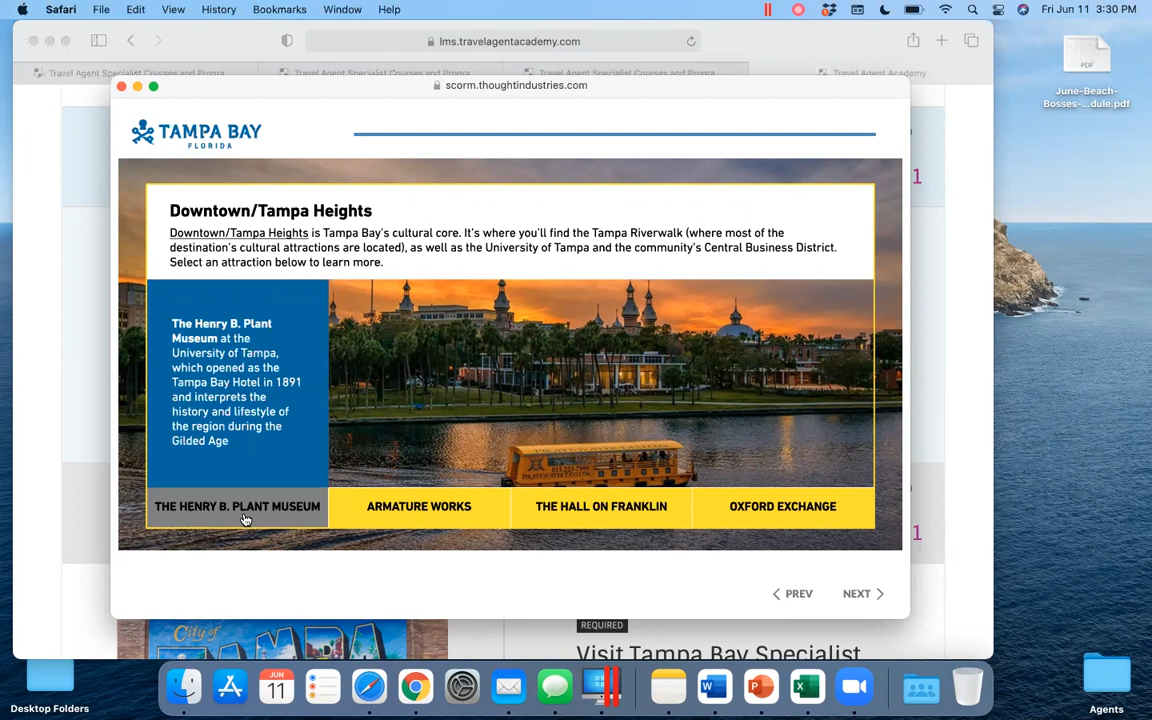 Safari File Edit View History Bookmarks Window Help Fri Jun 11 3:30 PM
lms.travelagentacademy.com
Travel Agent Specialist Courses and Progra Travel Agent Specialist Courses and Progra Travel Agent Specialist Courses and Progra Travel Agent Academy
scorm.thoughtindustries.com
PDF
June-Beach-
Bosses-...dule.pdf
TAMPA BAY
FLORIDA
1
Downtown/Tampa Heights
Downtown/Tampa Heights is Tampa Bay's cultural core. It's where you'll find the Tampa Riverwalk (where most of the
destination's cultural attractions are located), as well as the University of Tampa and the community's Central Business District.
Select an attraction below to learn more.
The Henry B. Plant
Museum at the
University of Tampa,
which opened as the
Tampa Bay Hotel in 1891
and interprets the
history and lifestyle of
the region during the
Gilded Age
THE HENRY B. PLANT MUSEUM ARMATURE WORKS THE HALL ON FRANKLIN OXFORD EXCHANGE
1
PREV NEXT
REQUIRED
City of
Visit Tampa Bay Specialist
JUN
11
Desktop Folders
Agents